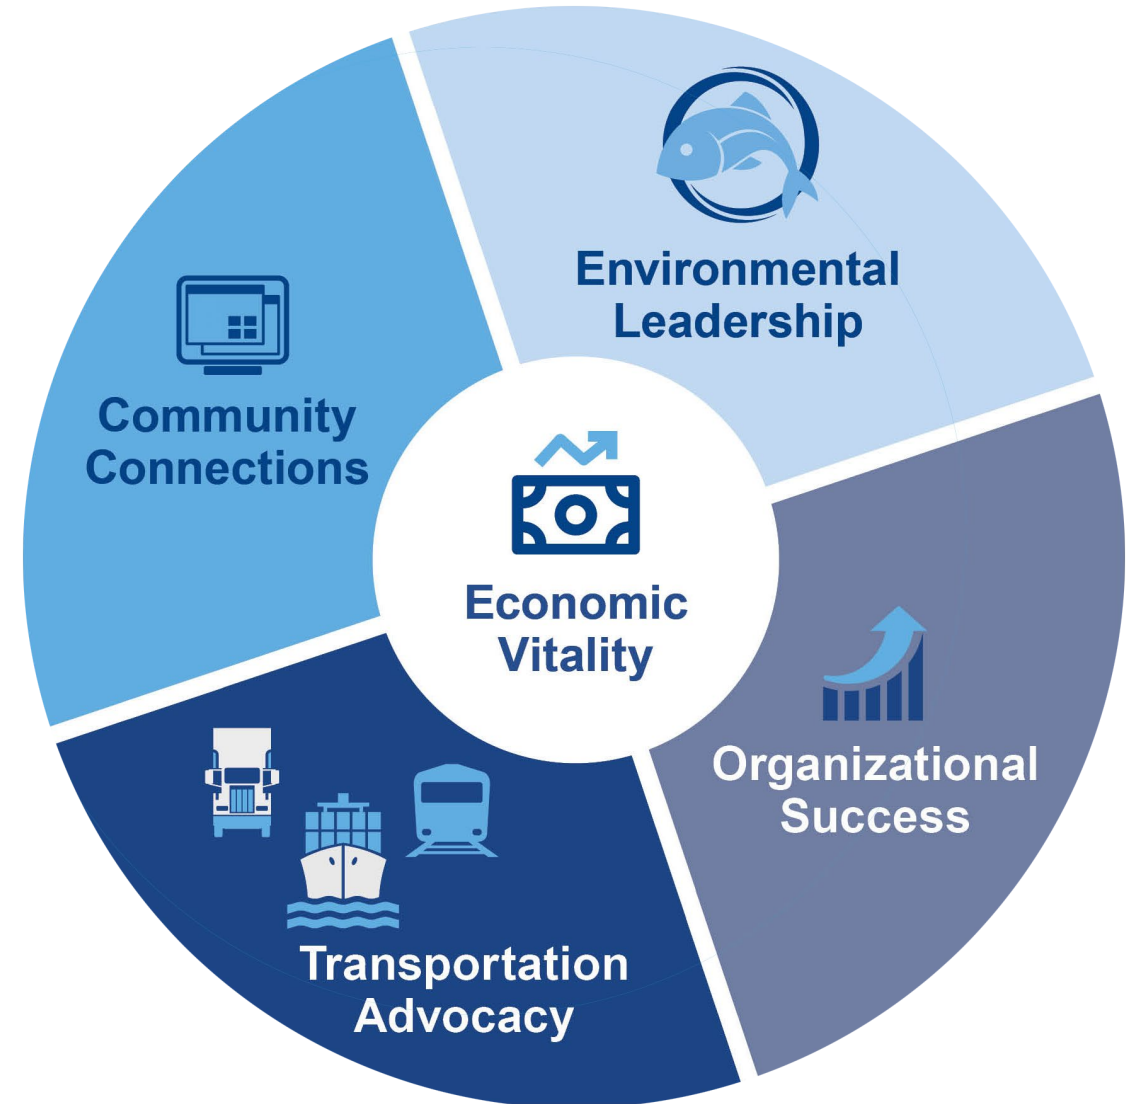 Environmental
Leadership
Community
Connections
Economic
Vitality
Organizational
Success
Transportation
Advocacy